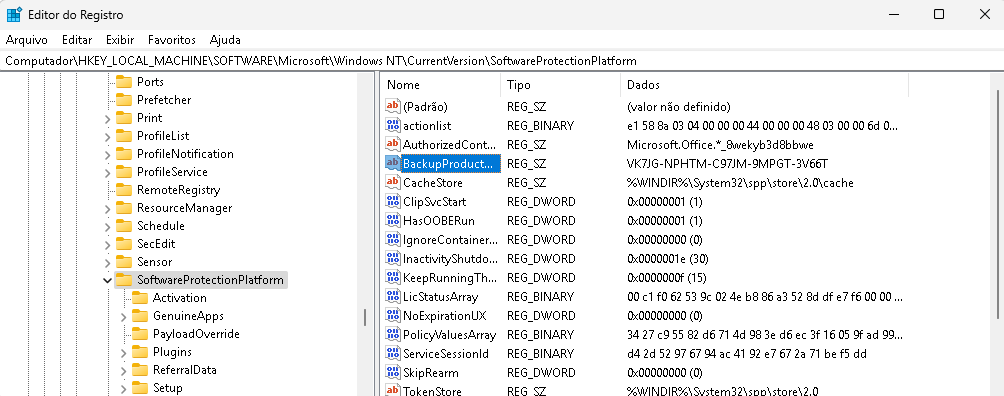 Editor do Registro
Arquivo Editar Exibir Favoritos Ajuda
Computador\HKEY_LOCAL_MACHINE\SOFTWARE\Microsoft\Windows NT\CurrentVersion\SoftwareProtectionPlatform
Ports
Prefetcher
Print
ProfileList
ProfileNotification
ProfileService
RemoteRegistry
ResourceManager
Schedule
SecEdit
Sensor
SoftwareProtectionPlatform
Activation
GenuineApps
PayloadOverride
Plugins
ReferralData
Setup
Nome Tipo Dados
(Padrão) REG_SZ (valor não definido)
actionlist REG_BINARY e1 58 8a 03 04 00 00 00 44 00 00 00 48 03 00 00 6d 0...
AuthorizedCont... REG_SZ Microsoft.Office.*_8wekyb3d8bbwe
BackupProduct... REG_SZ VK7JG-NPHTM-C97JM-9MPGT-3V66T
CacheStore REG_SZ %WINDIR%\System32\spp\store\2.0\cache
ClipSvcStart REG_DWORD 0x00000001 (1)
HasOOBERun REG_DWORD 0x00000001 (1)
IgnoreContainer... REG_DWORD 0x00000000 (0)
InactivityShutdo... REG_DWORD 0x0000001e (30)
KeepRunningTh... REG_DWORD 0x0000000f (15)
LicStatusArray REG_BINARY 00 c1 f0 62 53 9c 02 4e b8 86 a3 52 8d df e7 f6 00 00 ...
NoExpirationUX REG_DWORD 0x00000000 (0)
PolicyValuesArray REG_BINARY 34 27 c9 55 82 d6 71 4d 98 3e d6 ec 3f 16 05 9f ad 99...
ServiceSessionId REG_BINARY d4 2d 52 97 67 94 ac 41 92 e7 67 2a 71 be f5 dd
SkipRearm REG_DWORD 0x00000000 (0)
TokenStore REG_SZ %WINDIR%\System32\spp\store\2.0